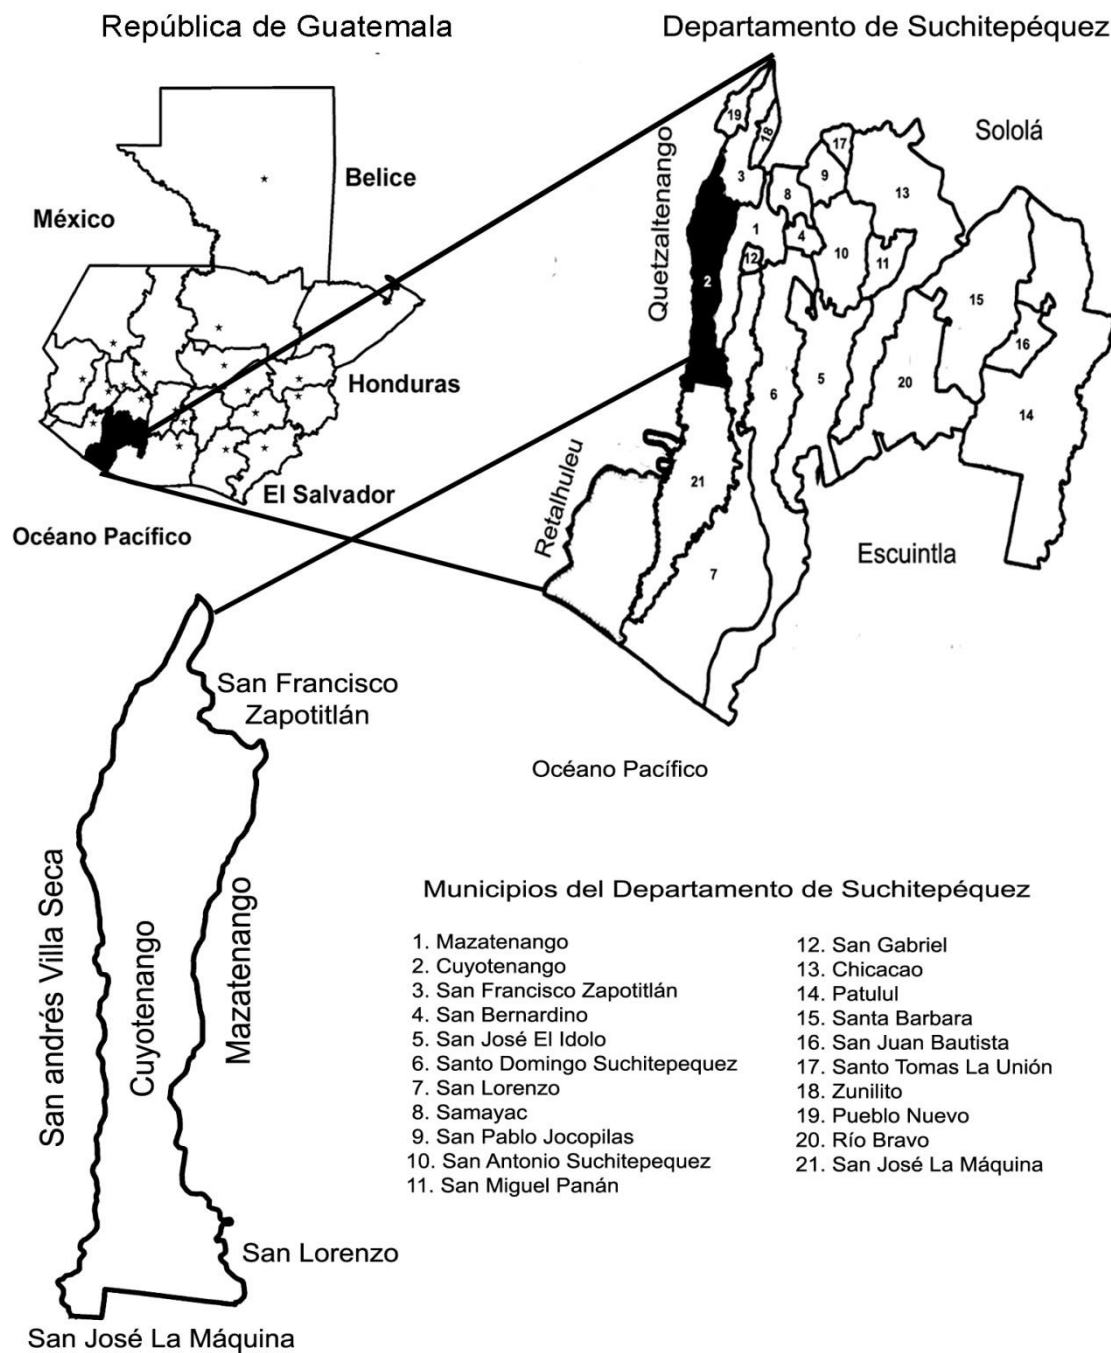 República de Guatemala
Departamento de Suchitepéquez
México
Belice
Honduras
El Salvador
Océano Pacífico
Quetzaltenango
Sololá
Retalhuleu
Escuintla
Océano Pacífico
19
18
17
3
8
9
13
1
4
12
10
11
2
15
16
6
5
20
14
21
7
San Francisco
Zapotitlán
San andrés Villa Seca
Cuyotenango
Mazatenango
San Lorenzo
San José La Máquina
Municipios del Departamento de Suchitepéquez
1. Mazatenango
2. Cuyotenango
3. San Francisco Zapotitlán
4. San Bernardino
5. San José El Idolo
6. Santo Domingo Suchitepequez
7. San Lorenzo
8. Samayac
9. San Pablo Jocopilas
10. San Antonio Suchitepequez
11. San Miguel Panán
12. San Gabriel
13. Chicacao
14. Patulul
15. Santa Barbara
16. San Juan Bautista
17. Santo Tomas La Unión
18. Zunilito
19. Pueblo Nuevo
20. Río Bravo
21. San José La Máquina